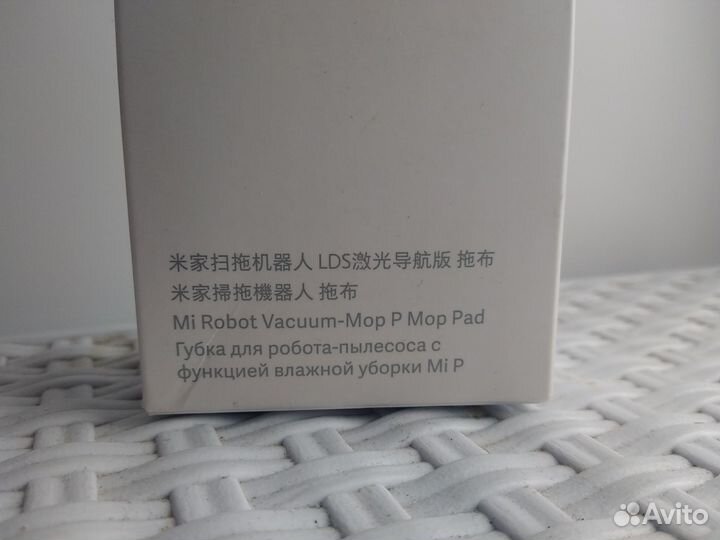 米家扫拖机器人 LDS激光导航版 拖布
米家掃拖機器人 拖布
Mi Robot Vacuum-Mop P Mop Pad
Губка для робота-пылесоса с
функцией влажной уборки Mi P
Avito